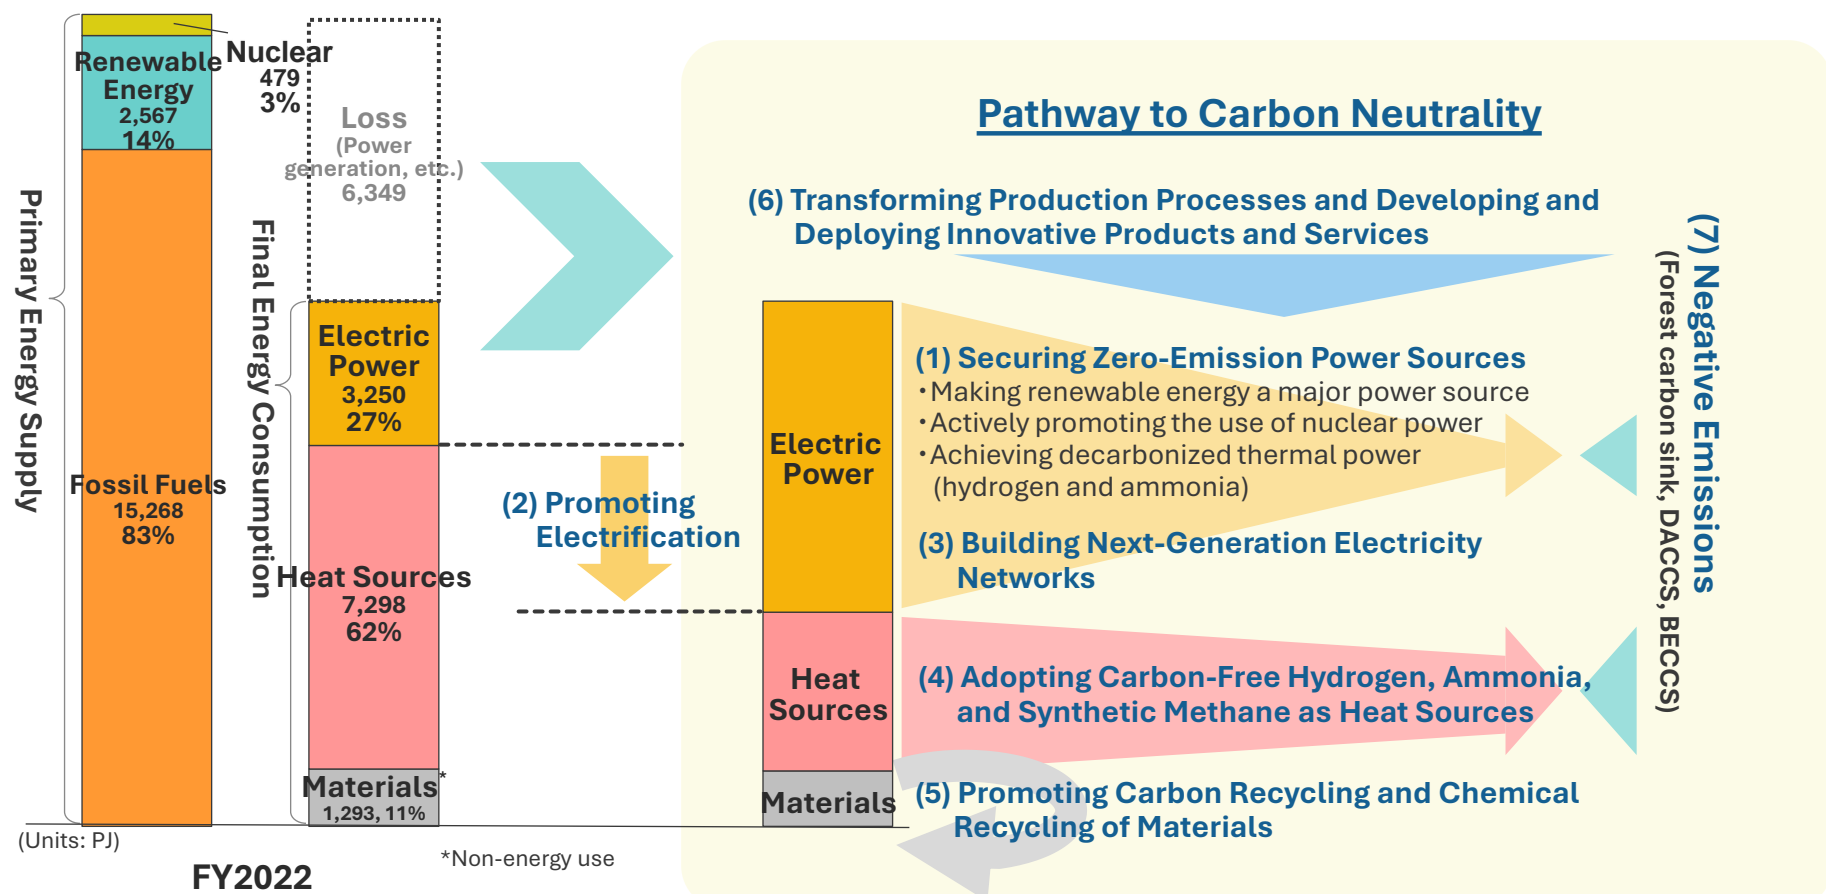 Primary Energy Supply
Nuclear
479
3%
Renewable
Energy
2,567
14%
Fossil Fuels
15,268
83%
Final Energy Consumption
Loss
(Power
generation, etc.)
6,349
Electric
Power
3,250
27%
Heat Sources
7,298
62%
Materials*
1,293, 11%
(Units: PJ)
FY2022
*Non-energy use
(2) Promoting
Electrification
Pathway to Carbon Neutrality
(6) Transforming Production Processes and Developing and
Deploying Innovative Products and Services
Electric
Power
Heat
Sources
Materials
(1) Securing Zero-Emission Power Sources
・Making renewable energy a major power source
・Actively promoting the use of nuclear power
・Achieving decarbonized thermal power
(hydrogen and ammonia)
(3) Building Next-Generation Electricity
Networks
(4) Adopting Carbon-Free Hydrogen, Ammonia,
and Synthetic Methane as Heat Sources
(5) Promoting Carbon Recycling and Chemical
Recycling of Materials
(7) Negative Emissions
(Forest carbon sink, DACCS, BECCS)